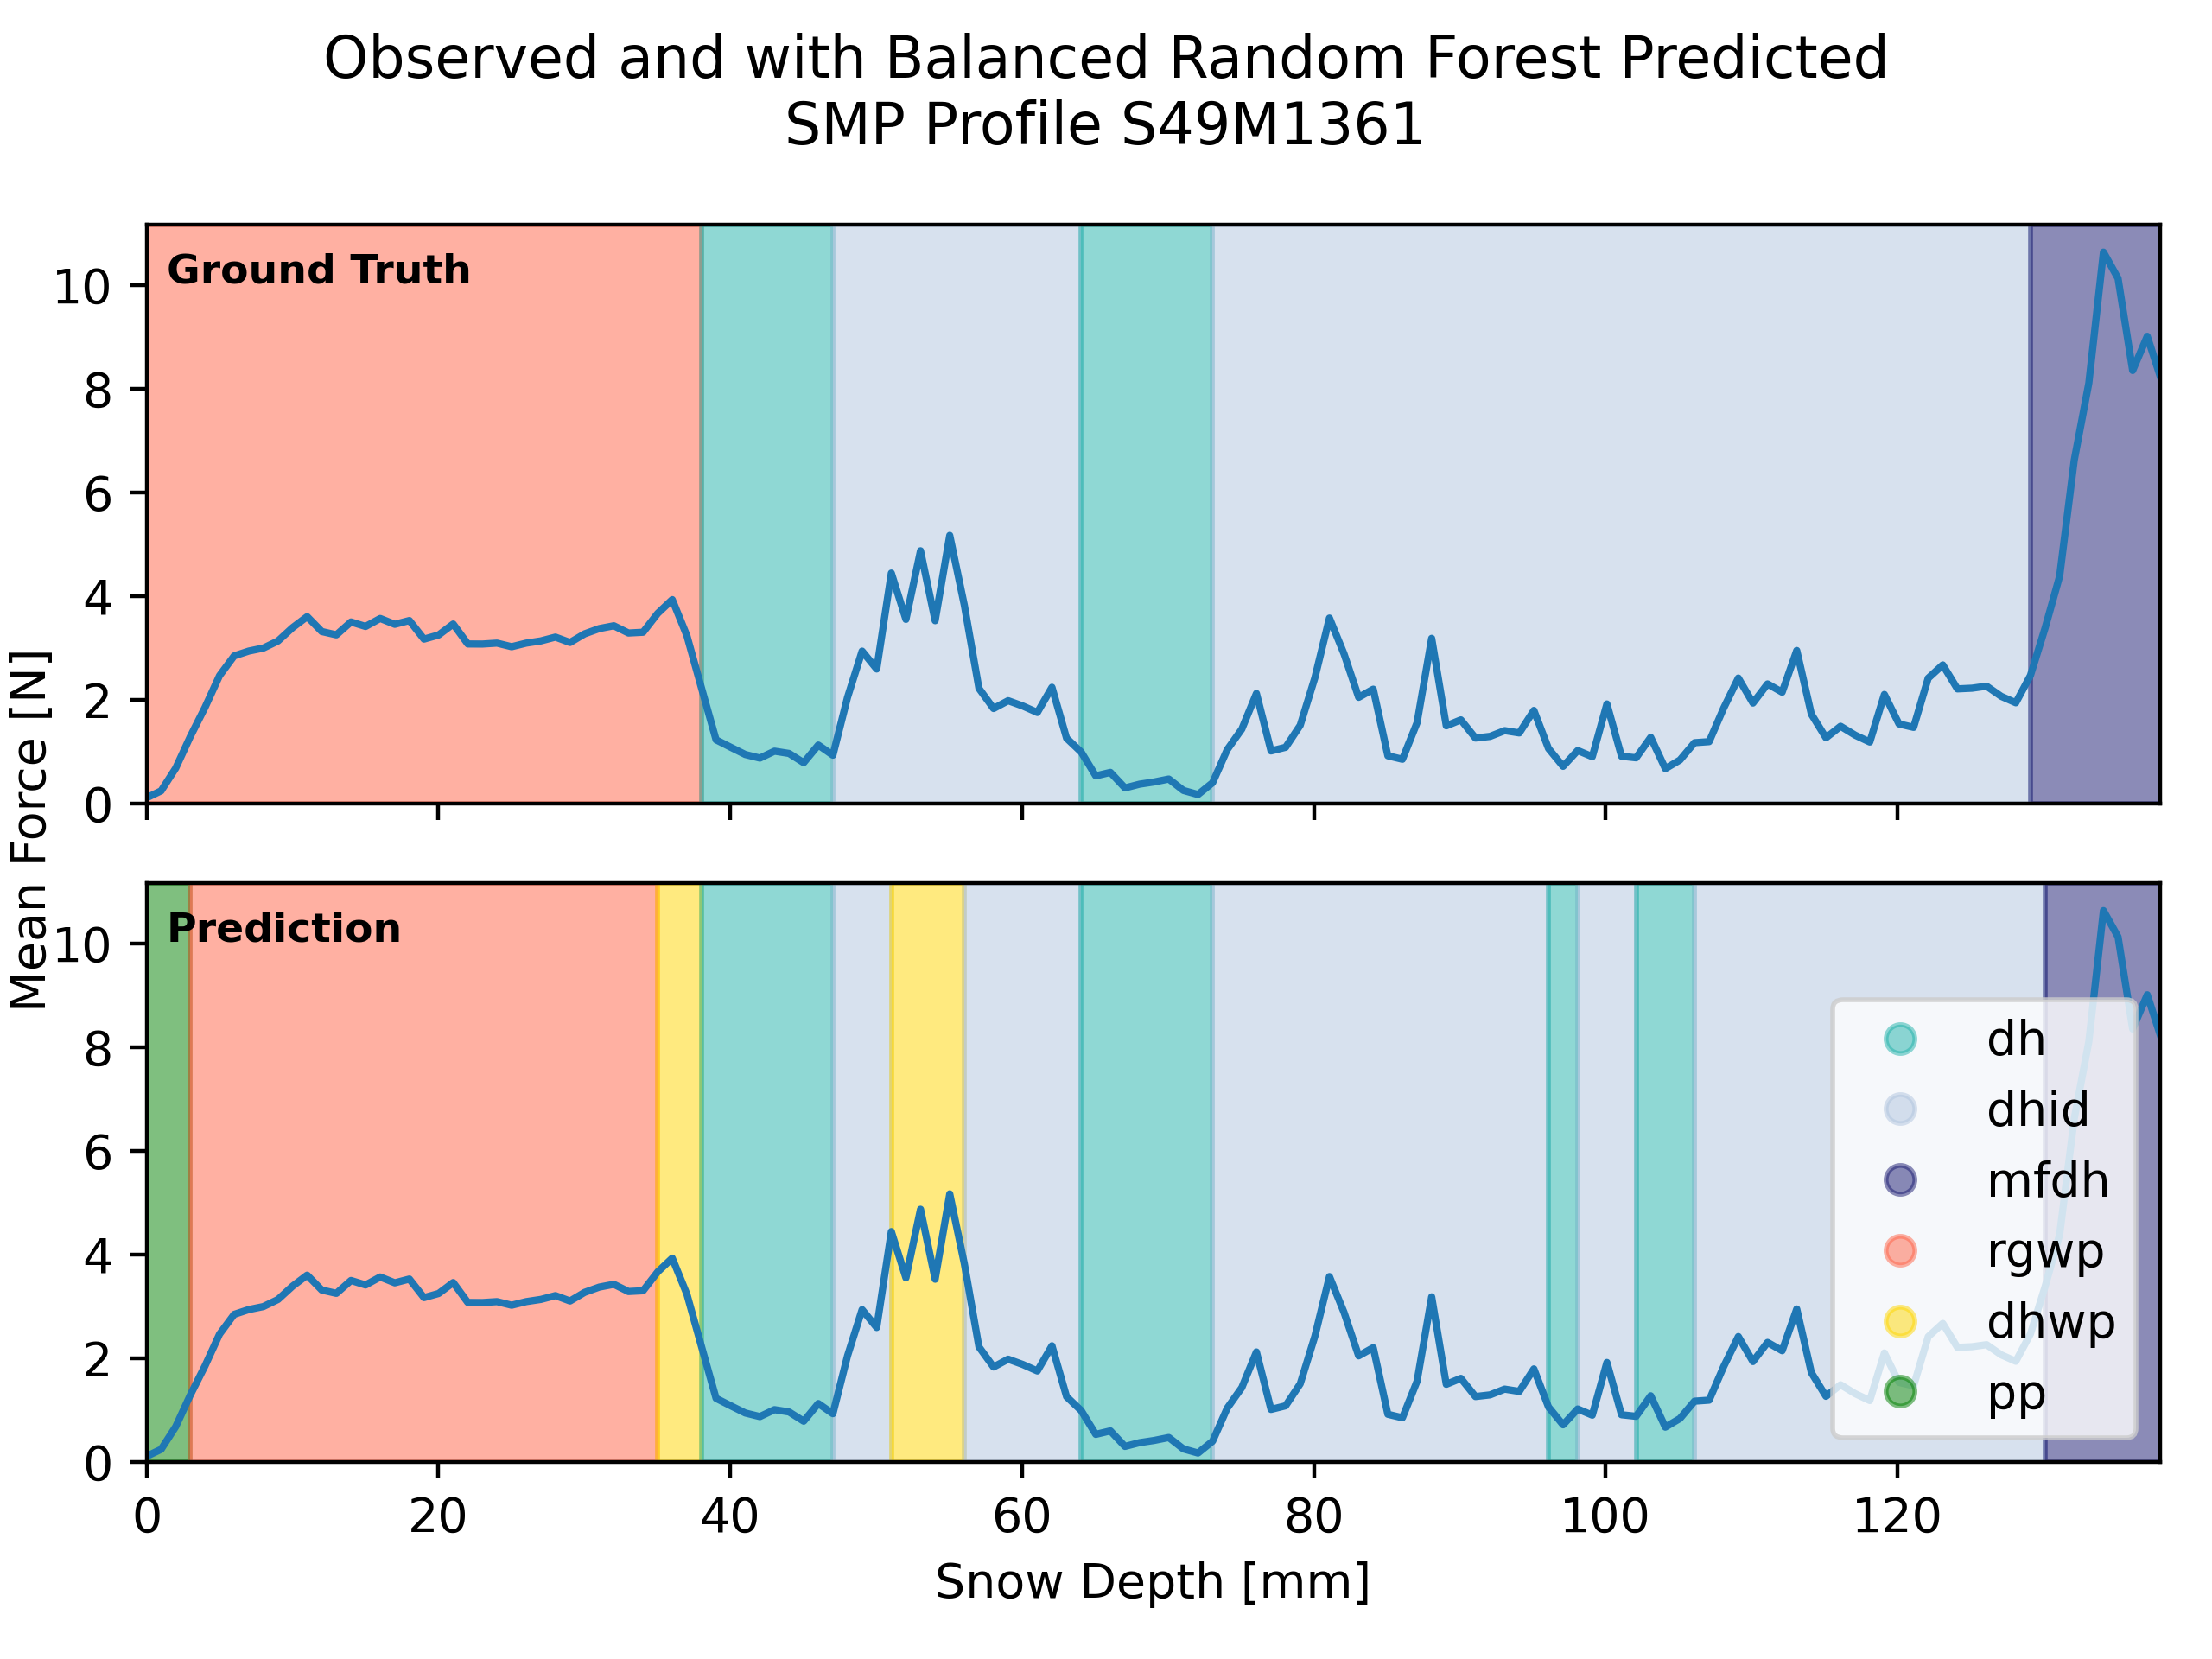 Observed and with Balanced Random Forest Predicted
SMP Profile S49M1361
Ground Truth
10
8
6
4
2
0
Mean Force [N]
Prediction
10
8
6
4
2
0
dh
dhid
mfdh
rgwp
dhwp
pp
0 20 40 60 80 100 120
Snow Depth [mm]